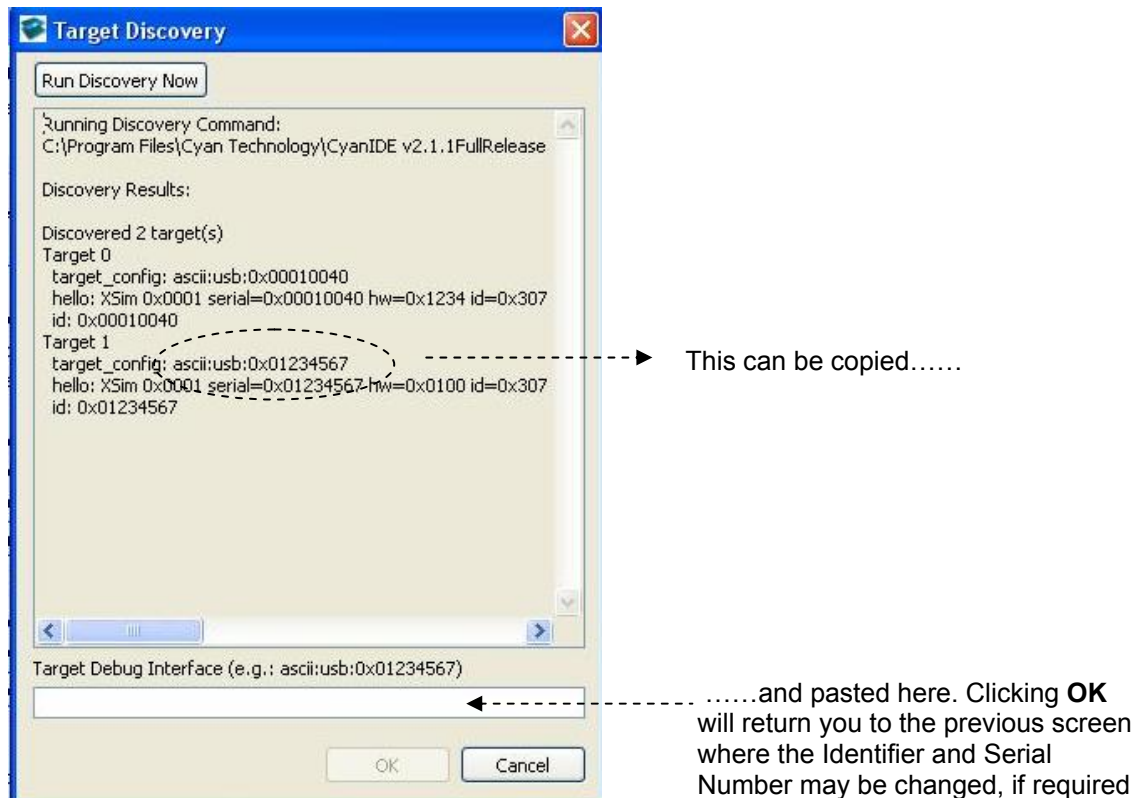 Target Discovery
Run Discovery Now
Running Discovery Command:
C:\Program Files\Cyan Technology\CyanIDE v2.1.1FullRelease
Discovery Results:
Discovered 2 target(s)
Target 0
target_config: ascii:usb:0x00010040
hello: XSim 0x0001 serial=0x00010040 hw=0x1234 id=0x307
id: 0x00010040
Target 1
target_config: ascii:usb:0x01234567
hello: XSim 0x0001 serial=0x01234567 hw=0x0100 id=0x307
id: 0x01234567
This can be copied……
Target Debug Interface (e.g.: ascii:usb:0x01234567)
……and pasted here. Clicking OK
will return you to the previous screen
where the Identifier and Serial
Number may be changed, if required
OK
Cancel